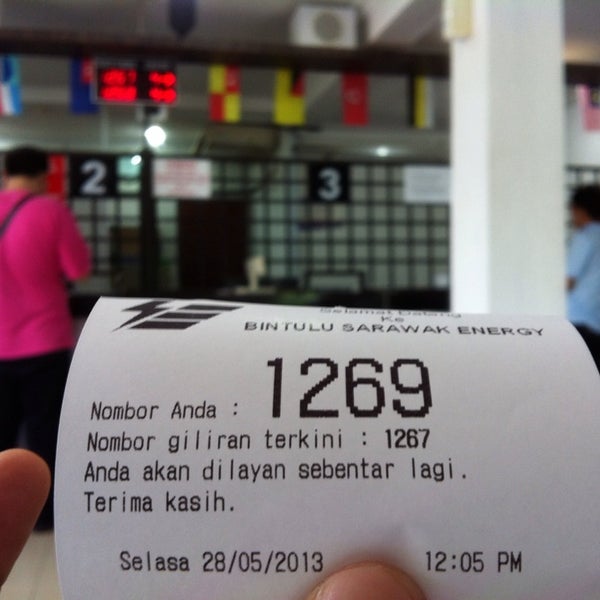 2
3
Selamat Datang
Ke
BINTULU SARAWAK ENERGY
Nombor Anda : 1269
Nombor giliran terkini : 1267
Anda akan dilayan sebentar lagi.
Terima kasih.
Selasa 28/05/2013 12:05 PM